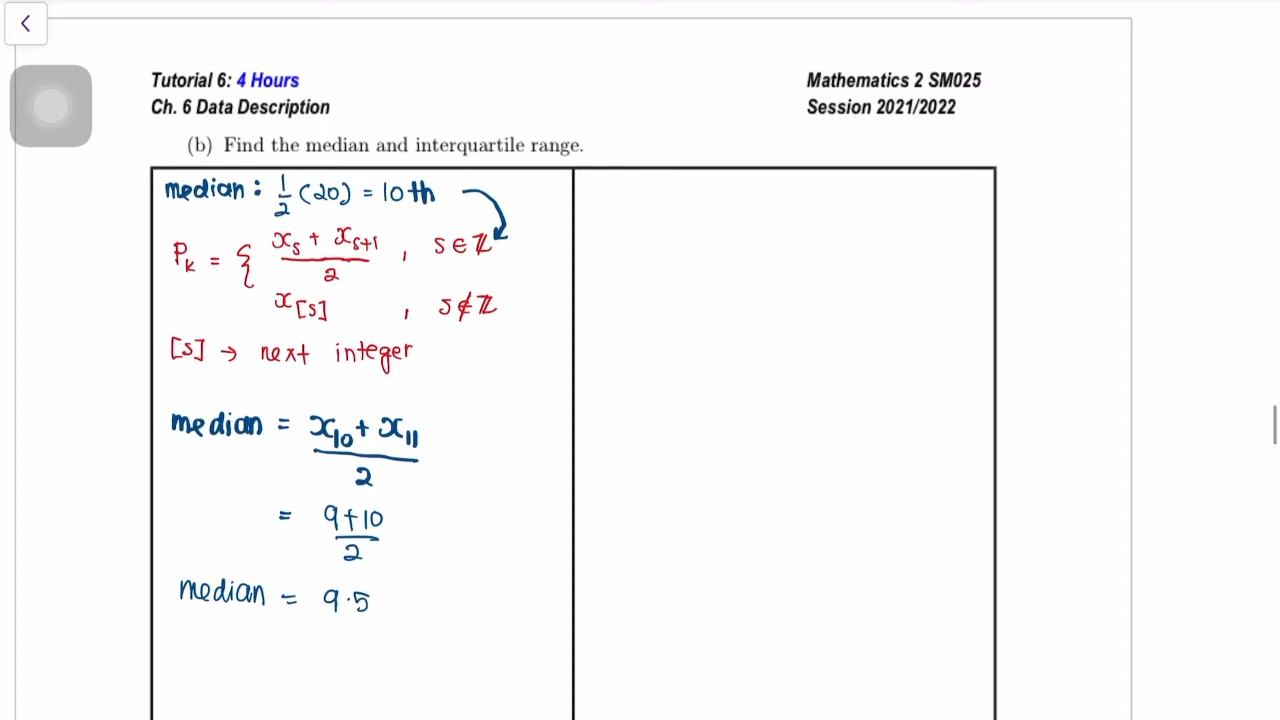 Tutorial 6: 4 Hours
Mathematics 2 SM025
Ch. 6 Data Description
Session 2021/2022
(b) Find the median and interquartile range.
median : 1/2 (20) = 10th
P_k = { (x_s + x_{s+1})/2 , s ∈ ℤ
x_[s] , s ∉ ℤ
[s] → next integer
median = (x_10 + x_11)/2
= (9+10)/2
median = 9.5